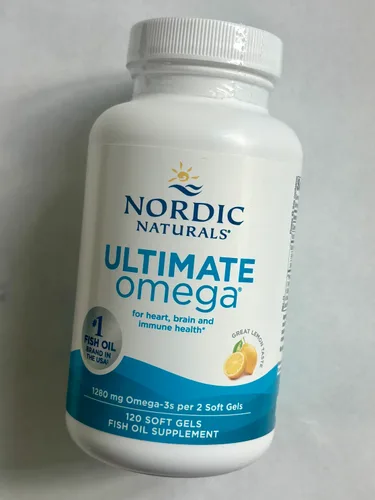 NORDIC
NATURALS®
ULTIMATE
omega®
for heart, brain and
immune health*
#1
FISH OIL
BRAND IN
THE USA!
GREAT LEMON TASTE
1280 mg Omega-3s per 2 Soft Gels
120 SOFT GELS
FISH OIL SUPPLEMENT